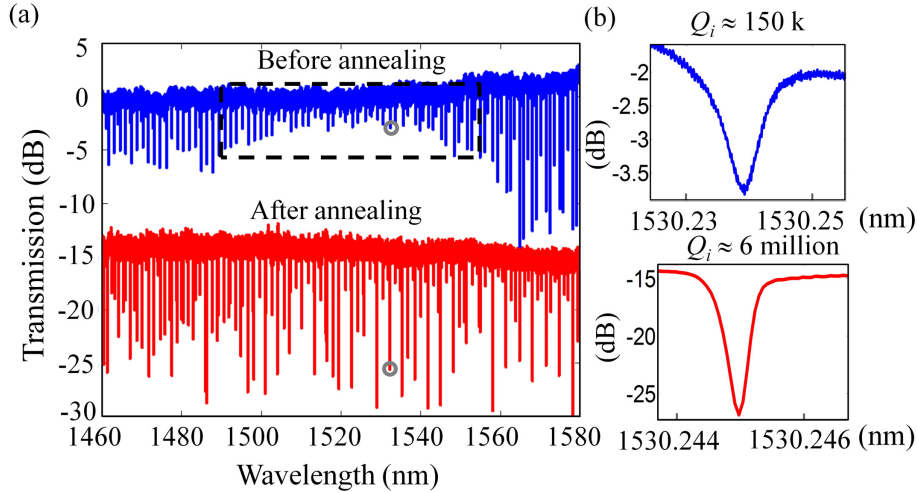 (a)
Transmission (dB)
5
0
-5
-10
-15
-20
-25
-30
Before annealing
After annealing
1460 1480 1500 1520 1540 1560 1580
Wavelength (nm)
(b)
Qᵢ ≈ 150 k
(dB)
-2
-2.5
-3
-3.5
1530.23 1530.25 (nm)
Qᵢ ≈ 6 million
(dB)
-15
-20
-25
1530.244 1530.246 (nm)